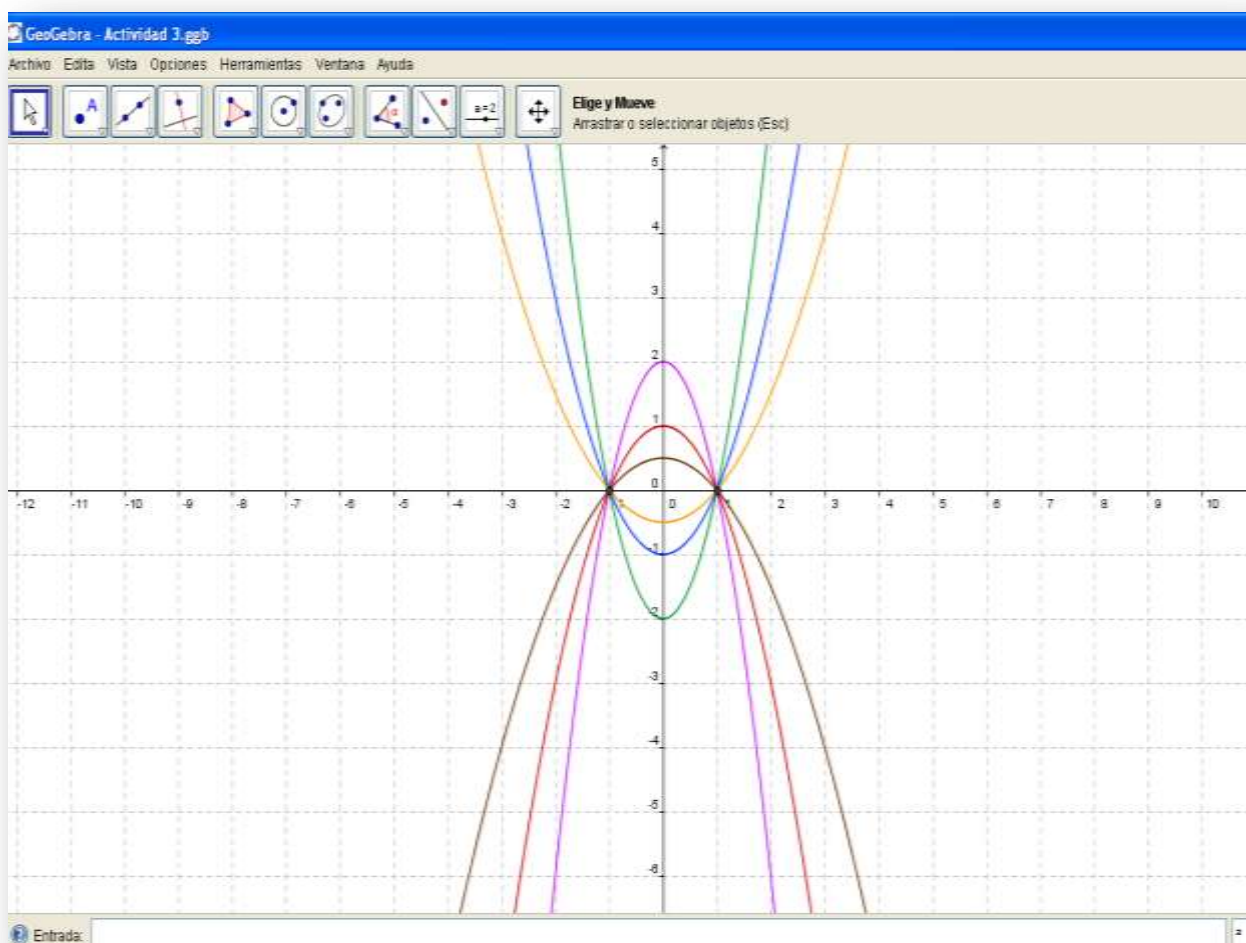 GeoGebra - Actividad 3.ggb
Archivo Edita Vista Opciones Herramientas Ventana Ayuda
A
α
a=2
Elige y Mueve
Arrastrar o seleccionar objetos (Esc)
5
4
3
2
1
0
-12 -11 -10 -9 -8 -7 -6 -5 -4 -3 -2 -1 0 1 2 3 4 5 6 7 8 9 10
-1
-2
-3
-4
-5
-6
Entrada: